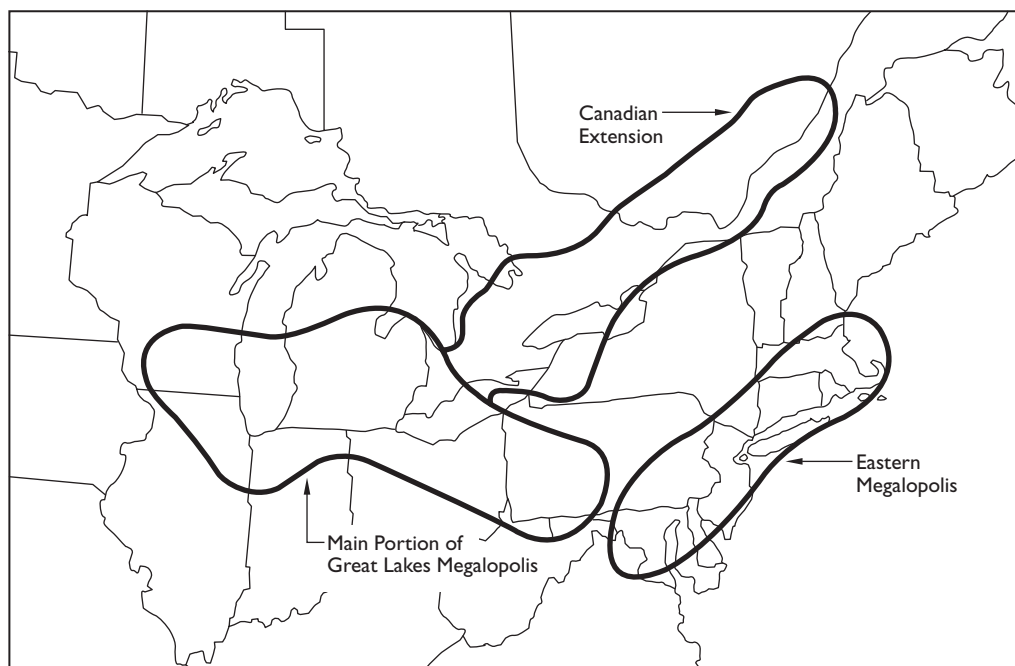 Canadian
Extension
Eastern
Megalopolis
Main Portion of
Great Lakes Megalopolis